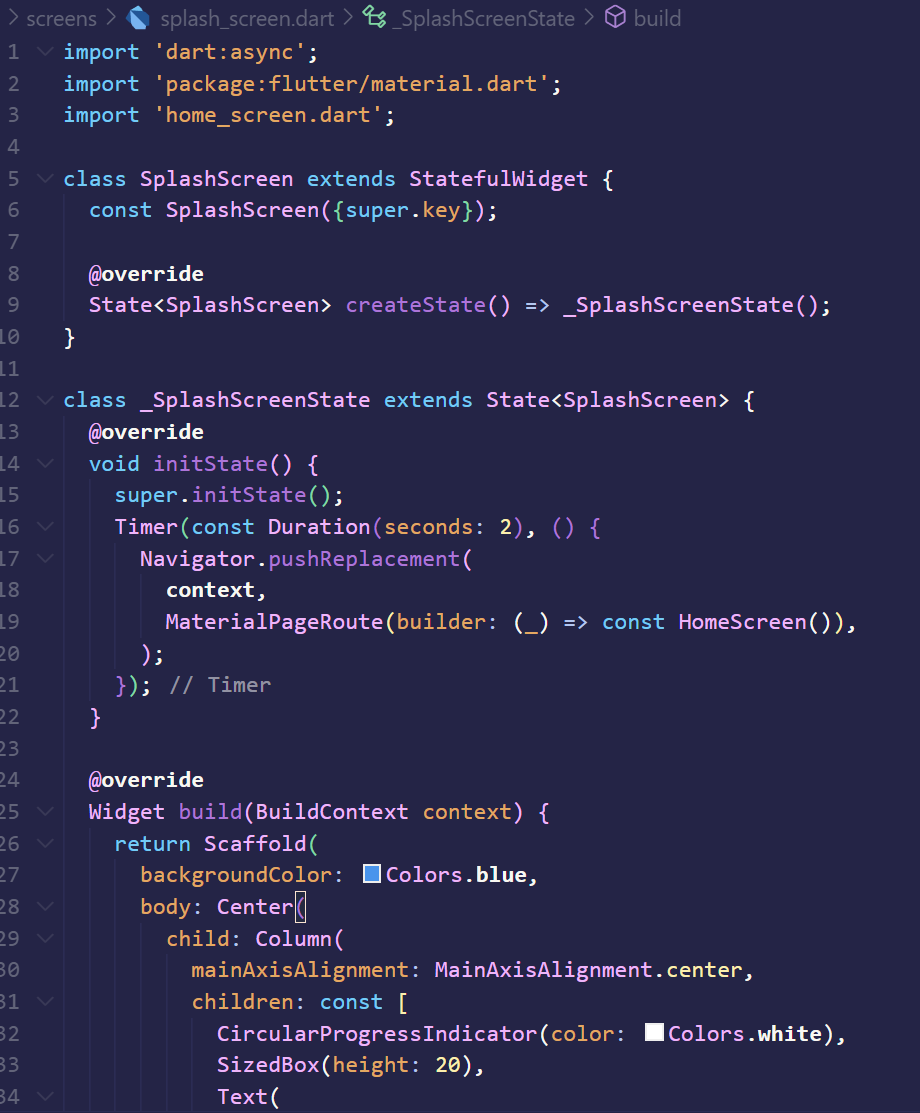 screens > splash_screen.dart > _SplashScreenState > build
1 import 'dart:async';
2 import 'package:flutter/material.dart';
3 import 'home_screen.dart';
4
5 class SplashScreen extends StatefulWidget {
6   const SplashScreen({super.key});
7
8   @override
9   State<SplashScreen> createState() => _SplashScreenState();
10 }
11
12 class _SplashScreenState extends State<SplashScreen> {
13   @override
14   void initState() {
15     super.initState();
16     Timer(const Duration(seconds: 2), () {
17       Navigator.pushReplacement(
18         context,
19         MaterialPageRoute(builder: (_) => const HomeScreen()),
20       );
21     }); // Timer
22   }
23
24   @override
25   Widget build(BuildContext context) {
26     return Scaffold(
27       backgroundColor: Colors.blue,
28       body: Center(
29         child: Column(
30           mainAxisAlignment: MainAxisAlignment.center,
31           children: const [
32             CircularProgressIndicator(color: Colors.white),
33             SizedBox(height: 20),
34             Text(